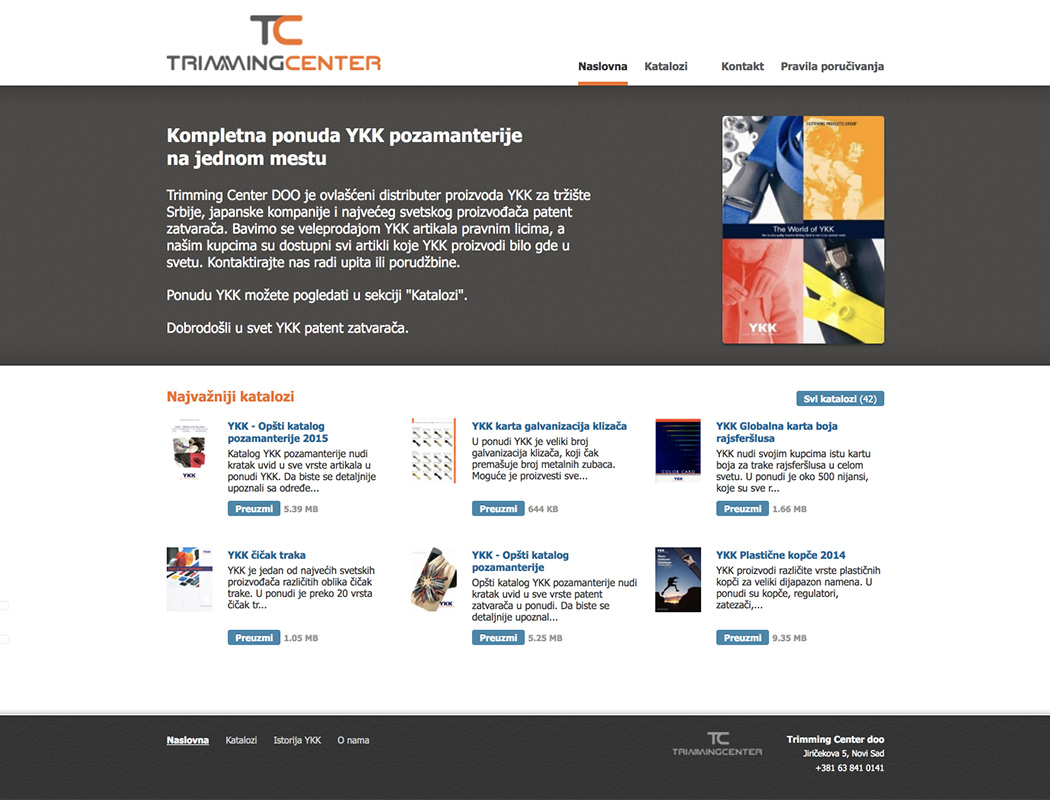 TC
TRIMMINGCENTER
Naslovna Katalozi Kontakt Pravila poručivanja
Kompletna ponuda YKK pozamanterije
na jednom mestu
Trimming Center DOO je ovlašćeni distributer proizvoda YKK za tržište
Srbije, japanske kompanije i najvećeg svetskog proizvođača patent
zatvarača. Bavimo se veleprodajom YKK artikala pravnim licima, a
našim kupcima su dostupni svi artikli koje YKK proizvodi bilo gde u
svetu. Kontaktirajte nas radi upita ili porudžbine.
Ponudu YKK možete pogledati u sekciji "Katalozi".
Dobrodošli u svet YKK patent zatvarača.
FASTENING PRODUCTS GROUP
The World of YKK
YKK
Najvažniji katalozi
Svi katalozi (42)
YKK - Opšti katalog
pozamanterije 2015
Katalog YKK pozamanterije nudi
kratak uvid u sve vrste artikala u
ponudi YKK. Da biste se detaljnije
upoznali sa određe...
Preuzmi 5.39 MB
YKK
YKK karta galvanizacija klizača
U ponudi YKK je veliki broj
galvanizacija klizača, koji čak
premašuje broj metalnih zubaca.
Moguće je proizvesti sve...
Preuzmi 644 KB
COLOR CARD
YKK
YKK Globalna karta boja
rajsferšlusa
YKK nudi svojim kupcima istu kartu
boja za trake rajsferšlusa u celom
svetu. U ponudi je oko 500 nijansi,
koje su sve r...
Preuzmi 1.66 MB
YKK
YKK čičak traka
YKK je jedan od najvećih svetskih
proizvođača različitih oblika čičak
trake. U ponudi je preko 20 vrsta
čičak tr...
Preuzmi 1.05 MB
YKK
YKK - Opšti katalog
pozamanterije
Opšti katalog YKK pozamanterije nudi
kratak uvid u sve vrste patent
zatvarača u ponudi. Da biste se
detaljnije upoznal...
Preuzmi 5.25 MB
YKK
YKK Plastične kopče 2014
YKK proizvodi različite vrste plastičnih
kopči za veliki dijapazon namena. U
ponudi su kopče, regulatori,
zatezači,...
Preuzmi 9.35 MB
Naslovna Katalozi Istorija YKK O nama
TC
TRIMMINGCENTER
Trimming Center doo
Jiričekova 5, Novi Sad
+381 63 841 0141